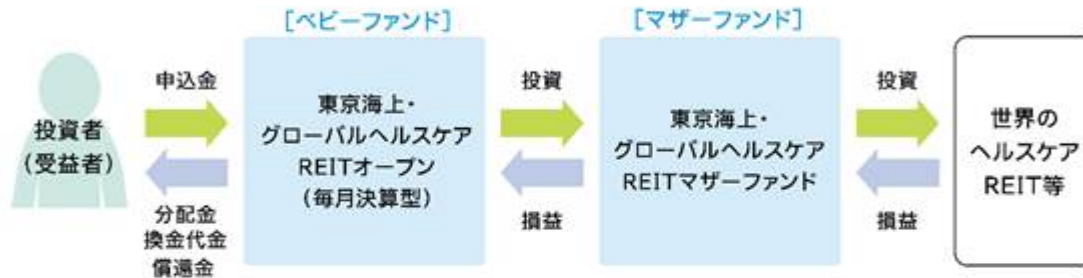 [ベビーファンド]
[マザーファンド]
投資者
(受益者)
申込金
分配金
換金代金
償還金
東京海上・
グローバルヘルスケア
REITオープン
(毎月決算型)
投資
損益
東京海上・
グローバルヘルスケア
REITマザーファンド
投資
損益
世界の
ヘルスケア
REIT等